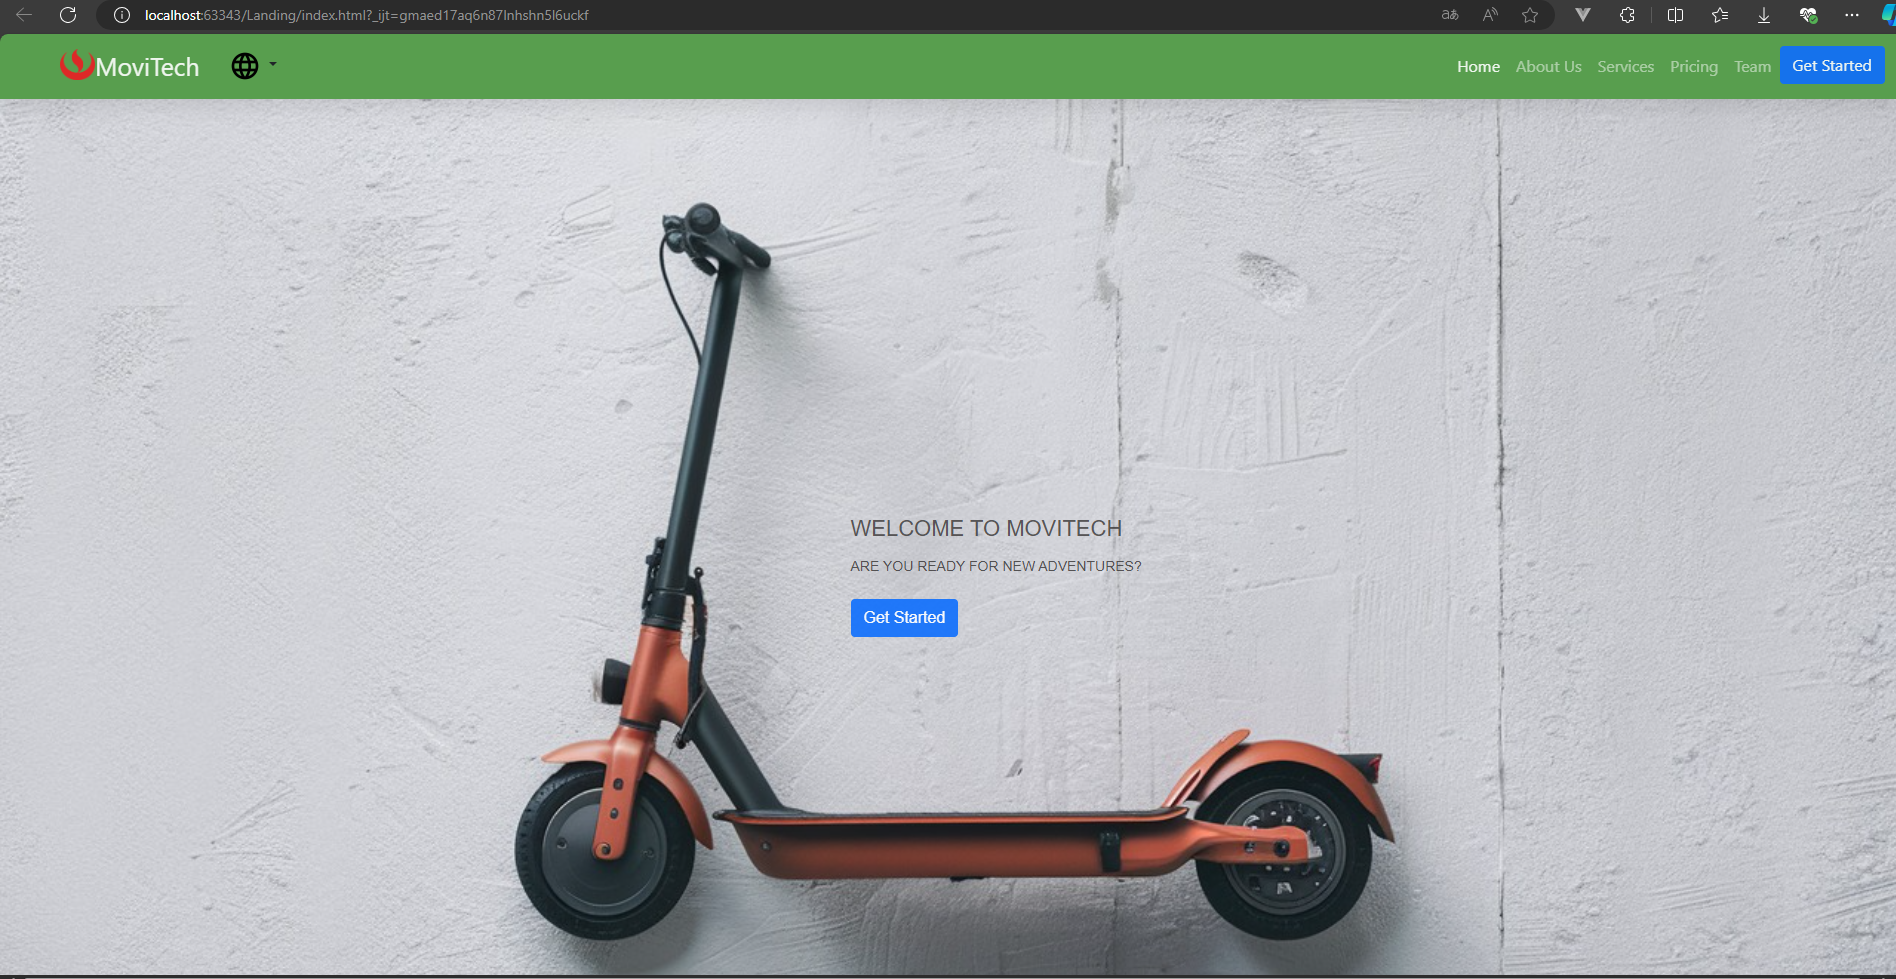 localhost:63343/Landing/index.html?_ijt=gmaed17aq6n87lnhshn5l6uckf
MoviTech
Home About Us Services Pricing Team Get Started
WELCOME TO MOVITECH
ARE YOU READY FOR NEW ADVENTURES?
Get Started